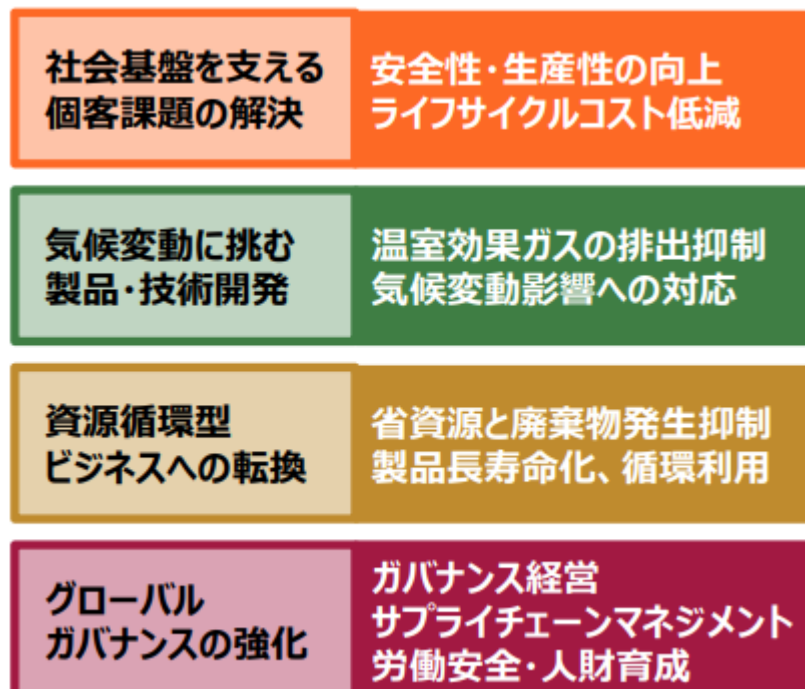 社会基盤を支える
個客課題の解決
安全性・生産性の向上
ライフサイクルコスト低減
気候変動に挑む
製品・技術開発
温室効果ガスの排出抑制
気候変動影響への対応
資源循環型
ビジネスへの転換
省資源と廃棄物発生抑制
製品長寿命化、循環利用
グローバル
ガバナンスの強化
ガバナンス経営
サプライチェーンマネジメント
労働安全・人財育成